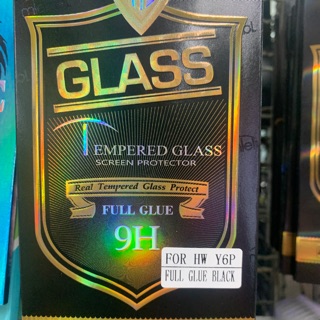 GLASS
TEMPERED GLASS
SCREEN PROTECTOR
Real Tempered Glass Protect
FULL GLUE
9H
FOR HW Y6P
FULL GLUE BLACK